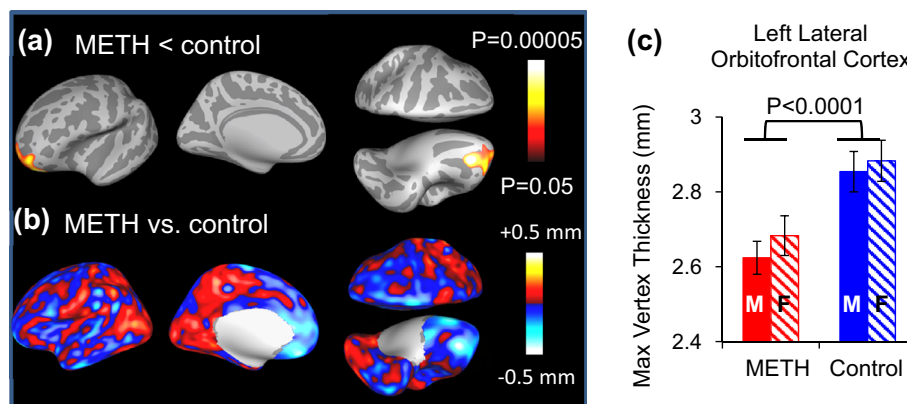 (a) METH < control
P=0.00005
P=0.05
(b) METH vs. control
+0.5 mm
-0.5 mm
(c) Left Lateral
Orbitofrontal Cortex
P<0.0001
Max Vertex Thickness (mm)
3
2.8
2.6
2.4
M F M F
METH Control